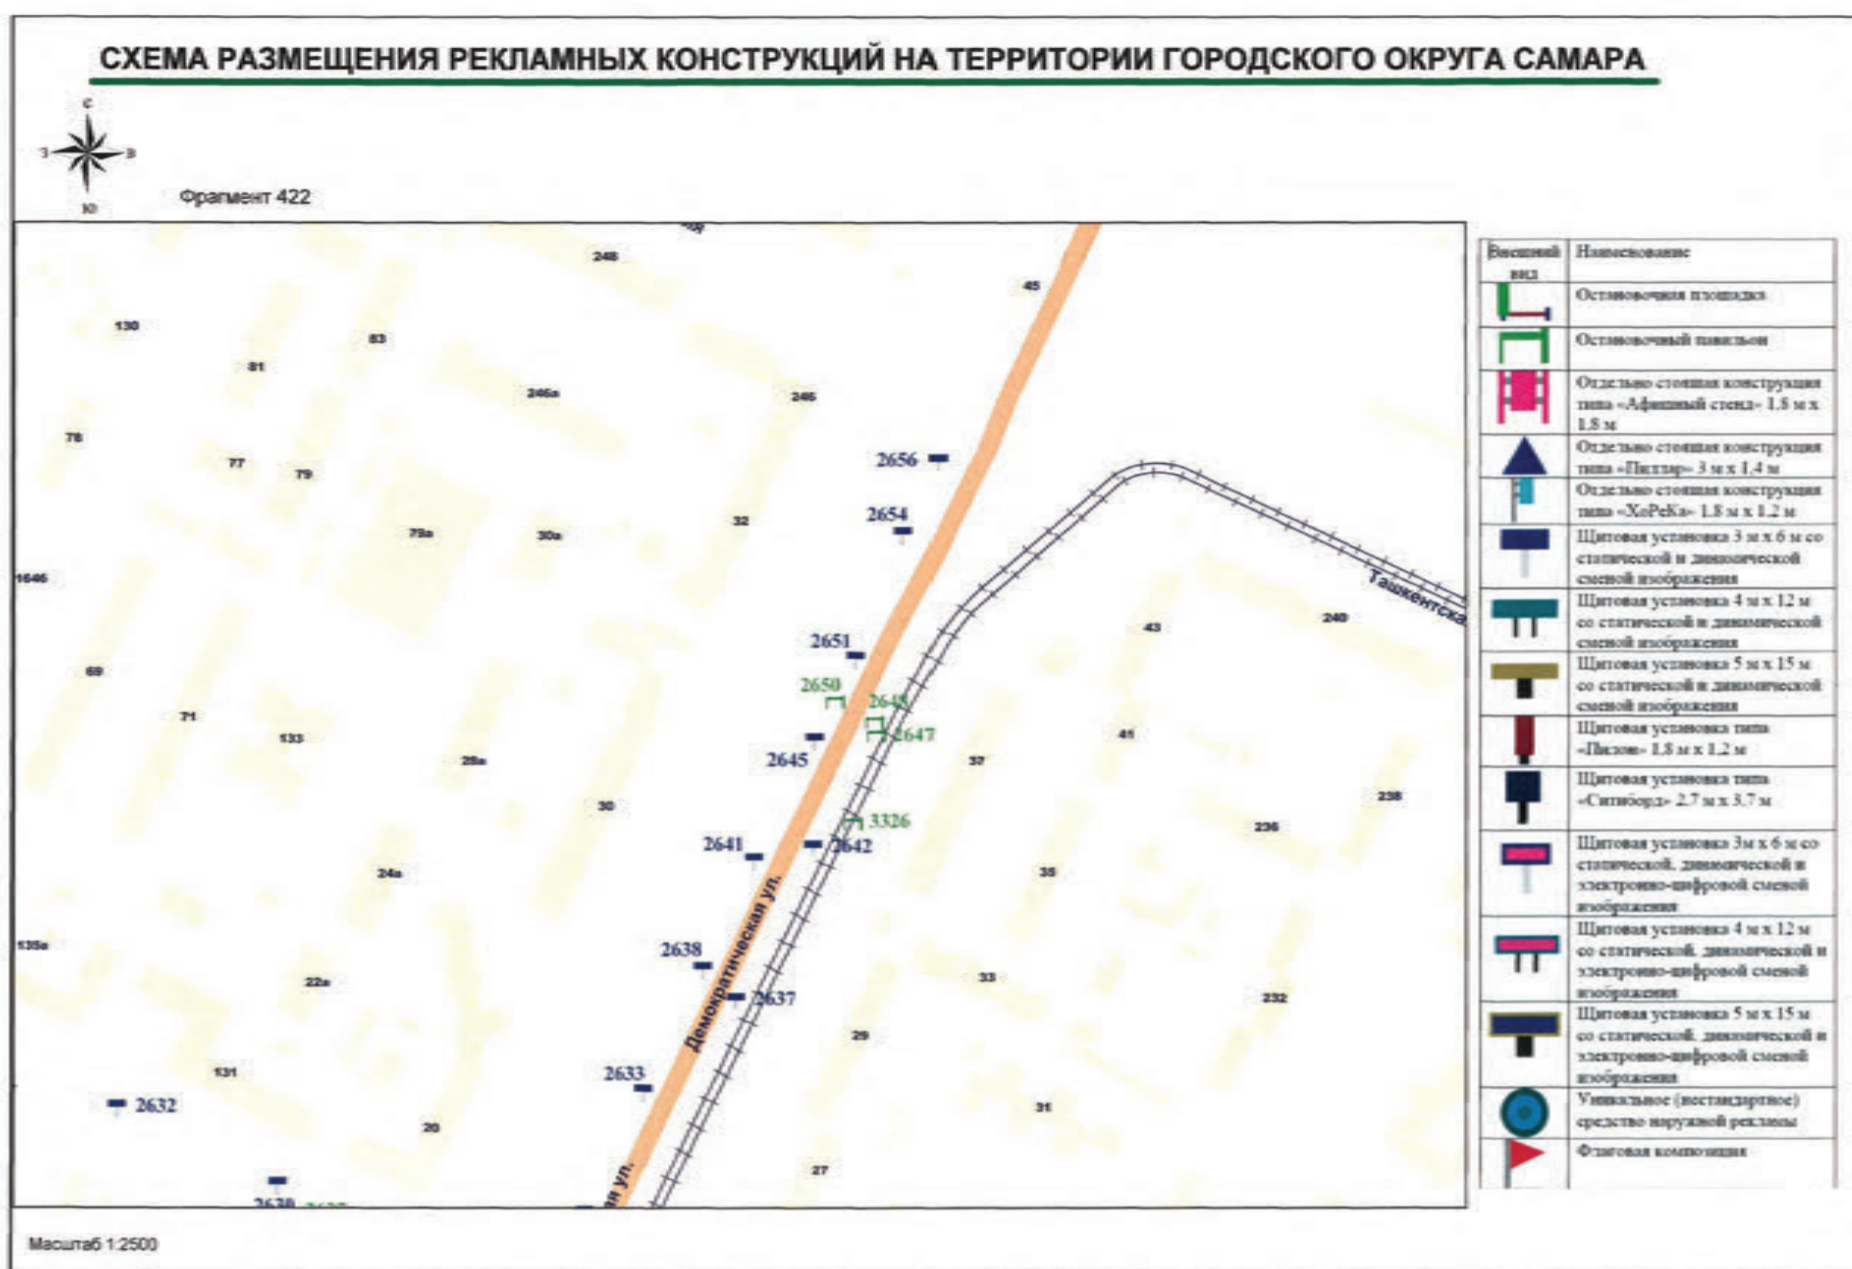 СХЕМА РАЗМЕЩЕНИЯ РЕКЛАМНЫХ КОНСТРУКЦИЙ НА ТЕРРИТОРИИ ГОРОДСКОГО ОКРУГА САМАРА
С
З
В
Ю
Фрагмент 422
248
45
130
83
81
246а
246
78
77
79
2656
2654
79а
30а
32
1646
Ташкентска
240
43
2651
69
2650
2648
71
133
2647
41
2645
28а
37
238
30
3326
236
2641
2642
24а
35
Демократическая ул.
135а
2638
33
22а
2637
232
29
131
2633
2632
31
20
27
ая ул.
Масштаб 1:2500
Внешний вид
Наименование
Остановочная площадка
Остановочный павильон
Отдельно стоящая конструкция
типа «Афишный стенд» 1.8 м х
1.8 м
Отдельно стоящая конструкция
типа «Пиллар» 3 м х 1,4 м
Отдельно стоящая конструкция
типа «ХоРеКа» 1.8 м х 1.2 м
Щитовая установка 3 м х 6 м со
статической и динамической
сменой изображения
Щитовая установка 4 м х 12 м
со статической и динамической
сменой изображения
Щитовая установка 5 м х 15 м
со статической и динамической
сменой изображения
Щитовая установка типа
«Пилон» 1,8 м х 1,2 м
Щитовая установка типа
«Ситиборд» 2.7 м х 3.7 м
Щитовая установка 3м х 6 м со
статической, динамической и
электронно-цифровой сменой
изображения
Щитовая установка 4 м х 12 м
со статической, динамической и
электронно-цифровой сменой
изображения
Щитовая установка 5 м х 15 м
со статической, динамической и
электронно-цифровой сменой
изображения
Уникальное (нестандартное)
средство наружной рекламы
Флаговая композиция